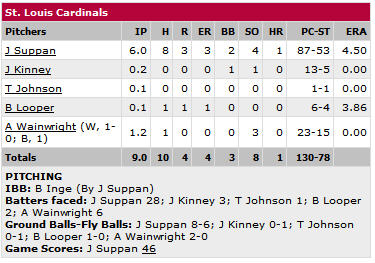 St. Louis Cardinals
Pitchers IP H R ER BB SO HR PC-ST ERA
J Suppan 6.0 8 3 3 2 4 1 87-53 4.50
J Kinney 0.2 0 0 0 1 1 0 13-5 0.00
T Johnson 0.1 0 0 0 0 0 0 1-1 0.00
B Looper 0.1 1 1 1 0 0 0 6-4 3.86
A Wainwright (W, 1-
0; B, 1) 1.2 1 0 0 0 3 0 23-15 0.00
Totals 9.0 10 4 4 3 8 1 130-78
PITCHING
IBB: B Inge (By J Suppan)
Batters faced: J Suppan 28; J Kinney 3; T Johnson 1; B Looper
2; A Wainwright 6
Ground Balls-Fly Balls: J Suppan 8-6; J Kinney 0-1; T Johnson
0-1; B Looper 1-0; A Wainwright 2-0
Game Scores: J Suppan 46